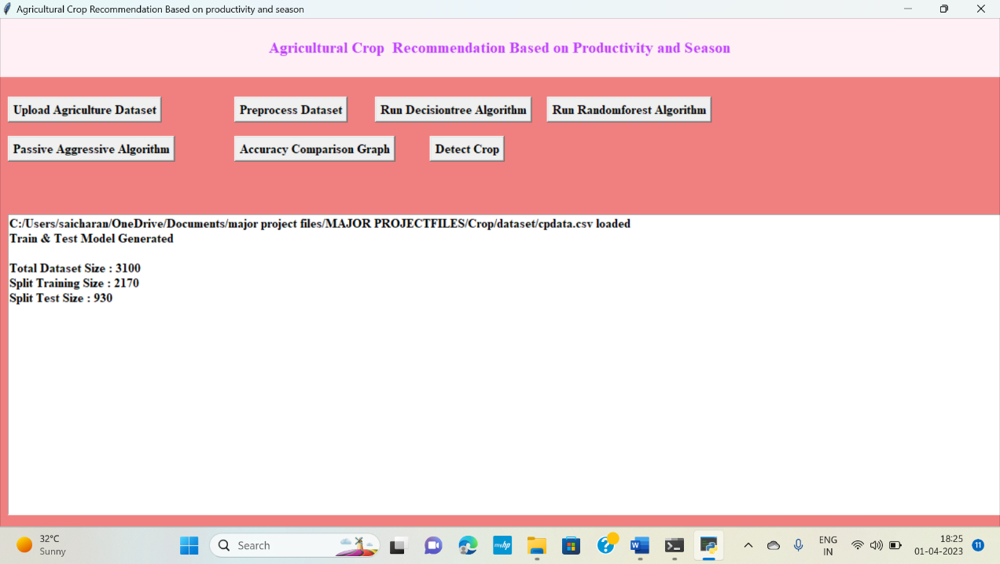 Agricultural Crop Recommendation Based on productivity and season
Agricultural Crop  Recommendation Based on Productivity and Season
Upload Agriculture Dataset
Preprocess Dataset
Run Decisiontree Algorithm
Run Randomforest Algorithm
Passive Aggressive Algorithm
Accuracy Comparison Graph
Detect Crop
C:/Users/saicharan/OneDrive/Documents/major project files/MAJOR PROJECTFILES/Crop/dataset/cpdata.csv loaded
Train & Test Model Generated
Total Dataset Size : 3100
Split Training Size : 2170
Split Test Size : 930
32°C
Sunny
Search
myhp
W
ENG
IN
18:25
01-04-2023
11